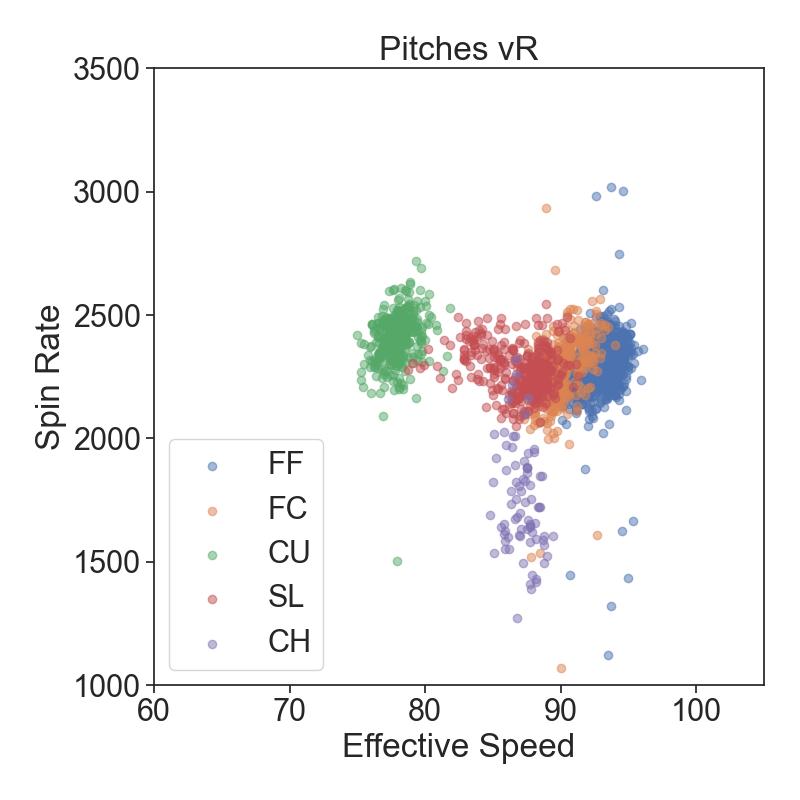 Pitches vR
3500
3000
2500
2000
1500
1000
Spin Rate
FF
FC
CU
SL
CH
60 70 80 90 100
Effective Speed